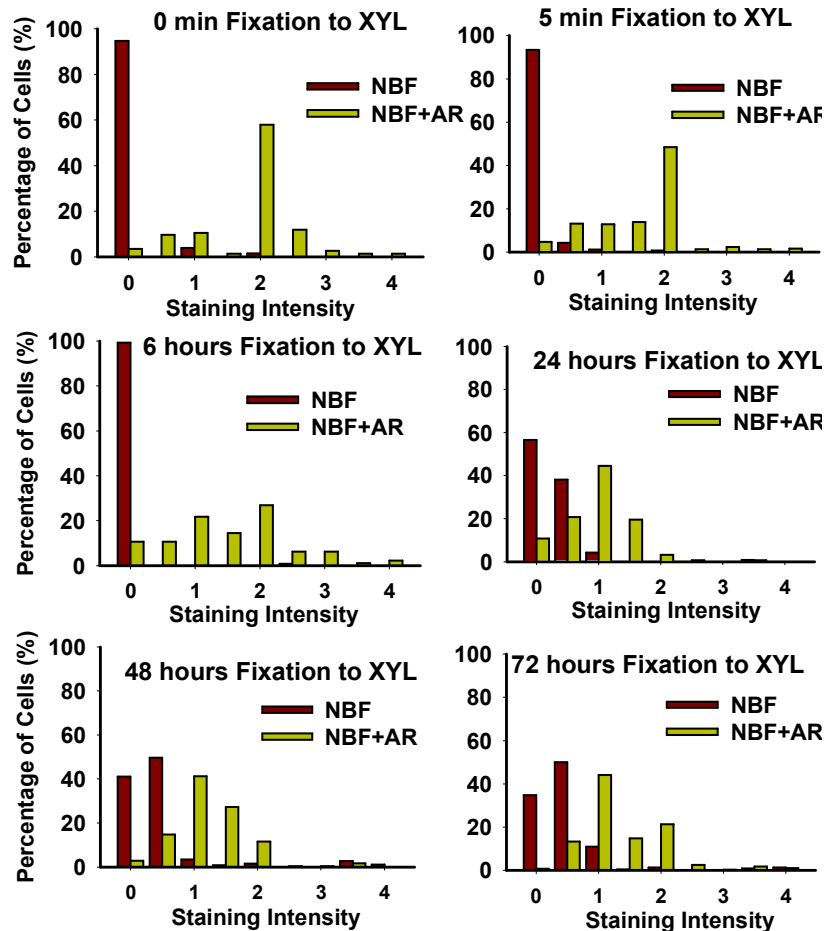 0 min Fixation to XYL
Percentage of Cells (%)
100
80
60
40
20
0
NBF
NBF+AR
0 1 2 3 4
Staining Intensity
5 min Fixation to XYL
100
80
60
40
20
0
NBF
NBF+AR
0 1 2 3 4
Staining Intensity
6 hours Fixation to XYL
Percentage of Cells (%)
100
80
60
40
20
0
NBF
NBF+AR
0 1 2 3 4
Staining Intensity
24 hours Fixation to XYL
100
80
60
40
20
0
NBF
NBF+AR
0 1 2 3 4
Staining Intensity
48 hours Fixation to XYL
Percentage of Cells (%)
100
80
60
40
20
0
NBF
NBF+AR
0 1 2 3 4
Staining Intensity
72 hours Fixation to XYL
100
80
60
40
20
0
NBF
NBF+AR
0 1 2 3 4
Staining Intensity